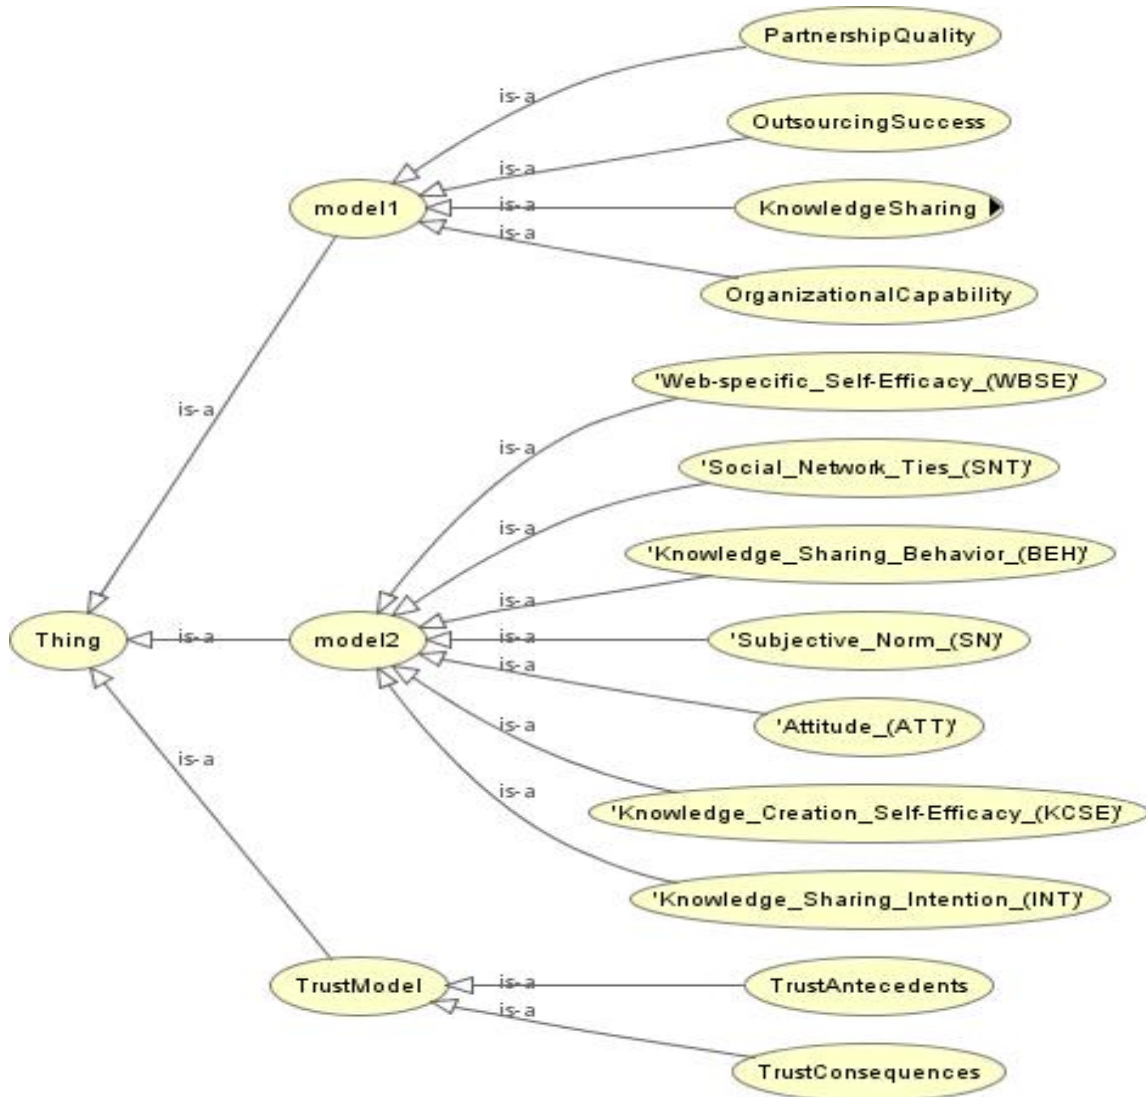 PartnershipQuality
is-a
OutsourcingSuccess
is-a
model1
is-a
KnowledgeSharing
is-a
OrganizationalCapability
'Web-specific_Self-Efficacy_(WBSE)'
is-a
is-a
'Social_Network_Ties_(SNT)'
is-a
'Knowledge_Sharing_Behavior_(BEH)'
is-a
Thing
is-a
model2
is-a
'Subjective_Norm_(SN)'
is-a
'Attitude_(ATT)'
is-a
is-a
'Knowledge_Creation_Self-Efficacy_(KCSE)'
is-a
'Knowledge_Sharing_Intention_(INT)'
TrustModel
is-a
TrustAntecedents
is-a
TrustConsequences